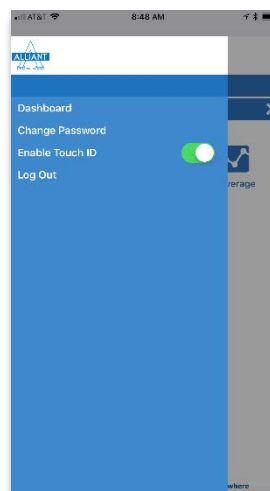 AT&T
8:48 AM
ALLIANT
Dashboard
Change Password
Enable Touch ID
Log Out
verage
where